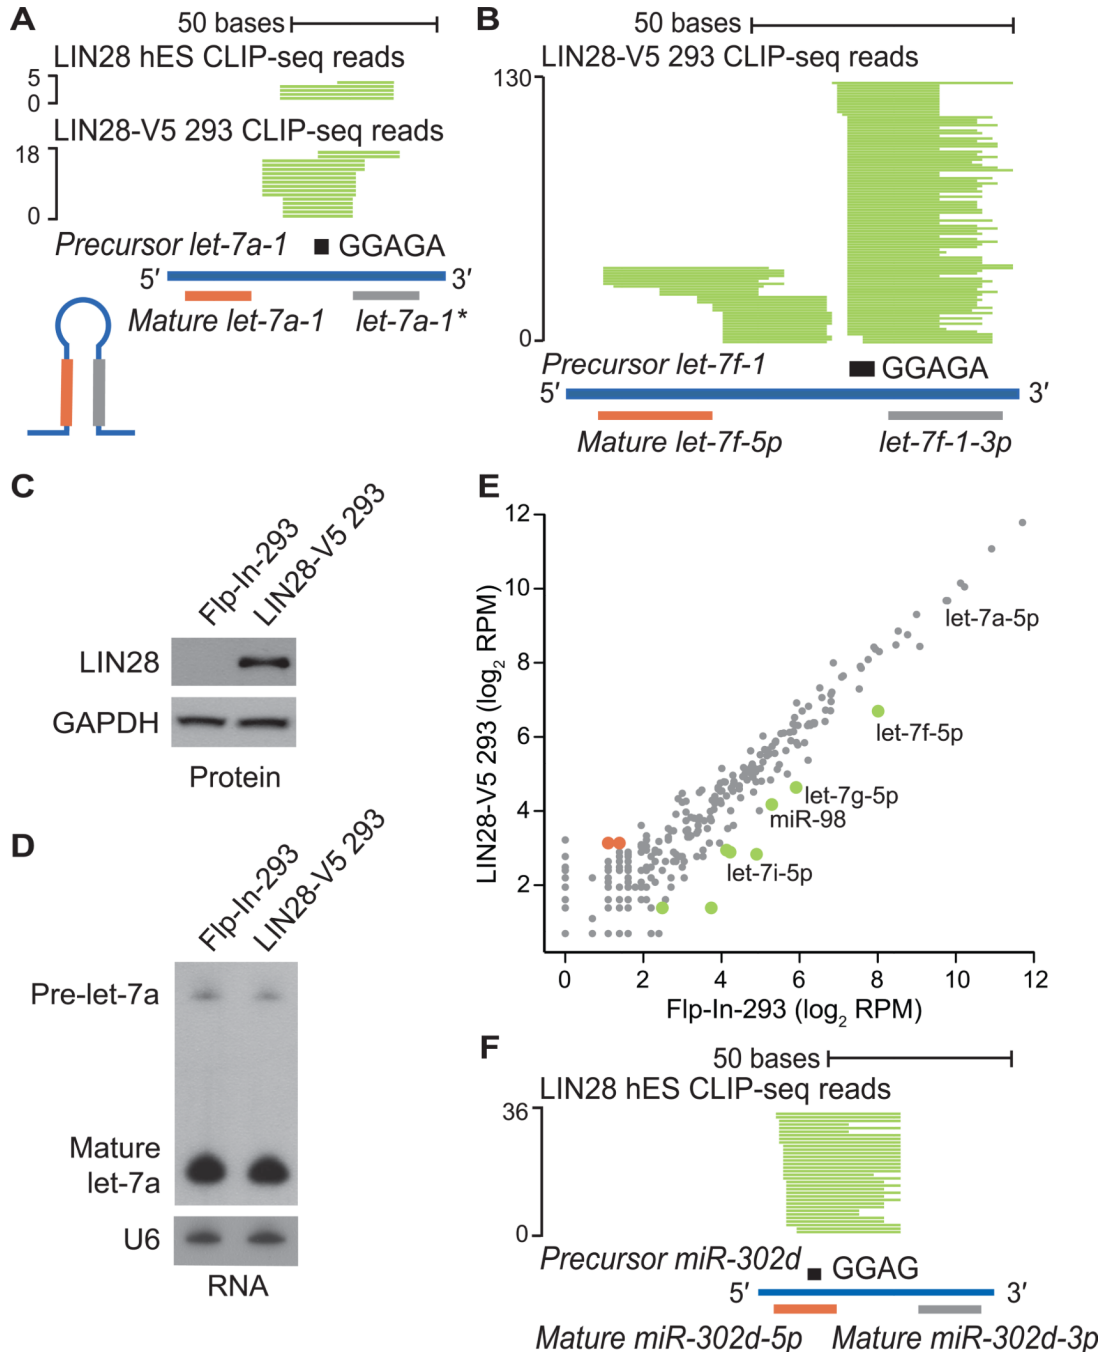 A
50 bases
LIN28 hES CLIP-seq reads
5
0
LIN28-V5 293 CLIP-seq reads
18
0
Precursor let-7a-1
GGAGA
5′
3′
Mature let-7a-1
let-7a-1*
B
50 bases
LIN28-V5 293 CLIP-seq reads
130
0
Precursor let-7f-1
GGAGA
5′
3′
Mature let-7f-5p
let-7f-1-3p
C
Flp-In-293
LIN28-V5 293
LIN28
GAPDH
Protein
D
Flp-In-293
LIN28-V5 293
Pre-let-7a
Mature
let-7a
U6
RNA
E
LIN28-V5 293 (log2 RPM)
12
10
8
6
4
2
let-7a-5p
let-7f-5p
let-7g-5p
miR-98
let-7i-5p
0 2 4 6 8 10 12
Flp-In-293 (log2 RPM)
F
50 bases
LIN28 hES CLIP-seq reads
36
0
Precursor miR-302d
GGAG
5′
3′
Mature miR-302d-5p
Mature miR-302d-3p